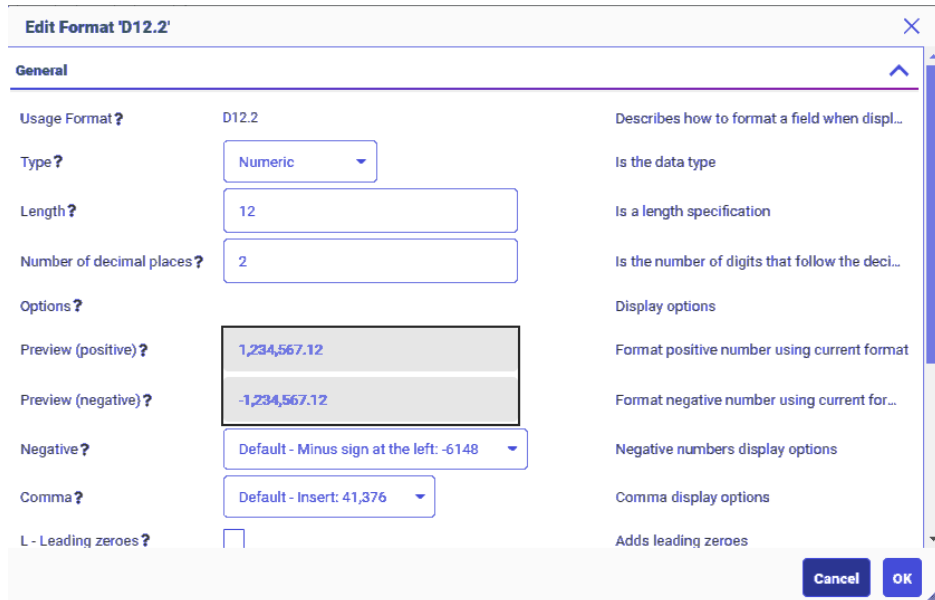 Edit Format 'D12.2'
General
Usage Format? D12.2 Describes how to format a field when displ...
Type? Numeric Is the data type
Length? 12 Is a length specification
Number of decimal places? 2 Is the number of digits that follow the deci...
Options? Display options
Preview (positive)? 1,234,567.12 Format positive number using current format
Preview (negative)? -1,234,567.12 Format negative number using current for...
Negative? Default - Minus sign at the left: -6148 Negative numbers display options
Comma? Default - Insert: 41,376 Comma display options
L - Leading zeroes? Adds leading zeroes
Cancel OK